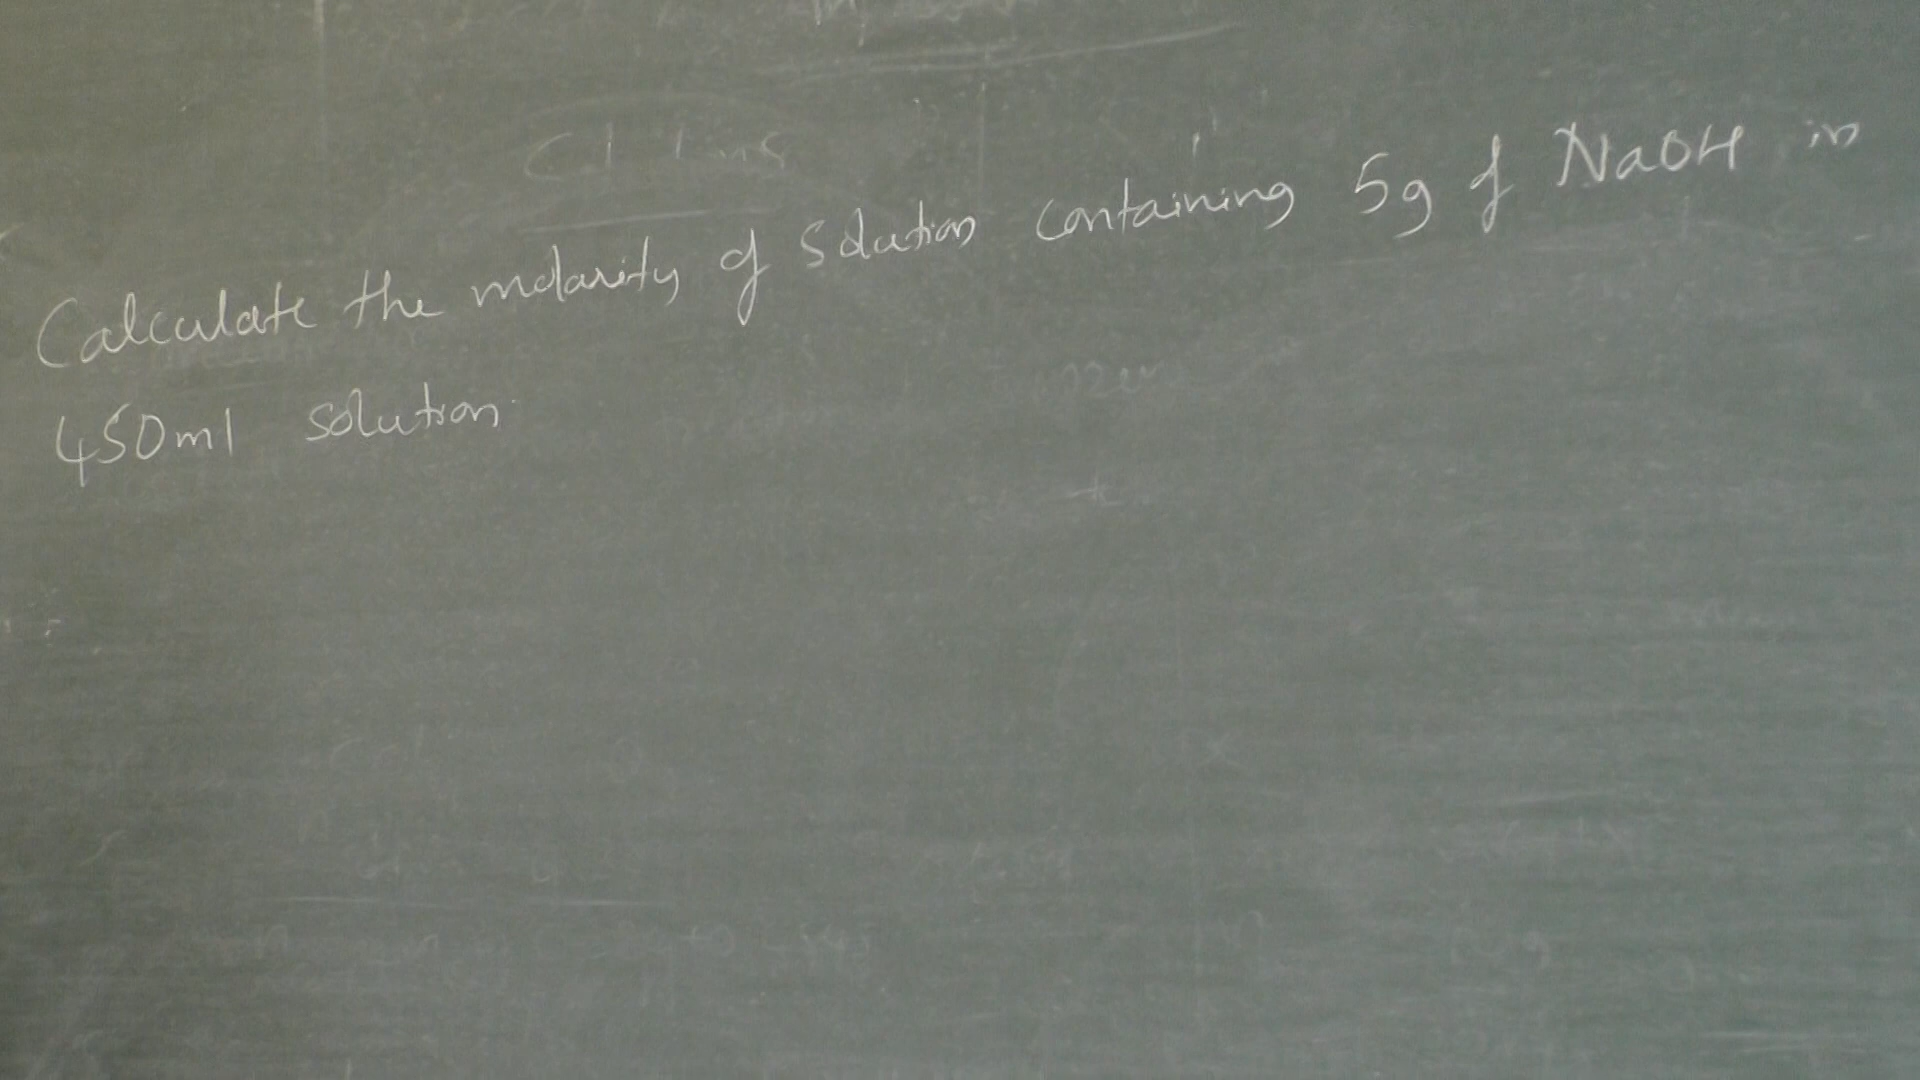 Calculate the molarity of Solution containing 5g of NaOH in
450ml solution.